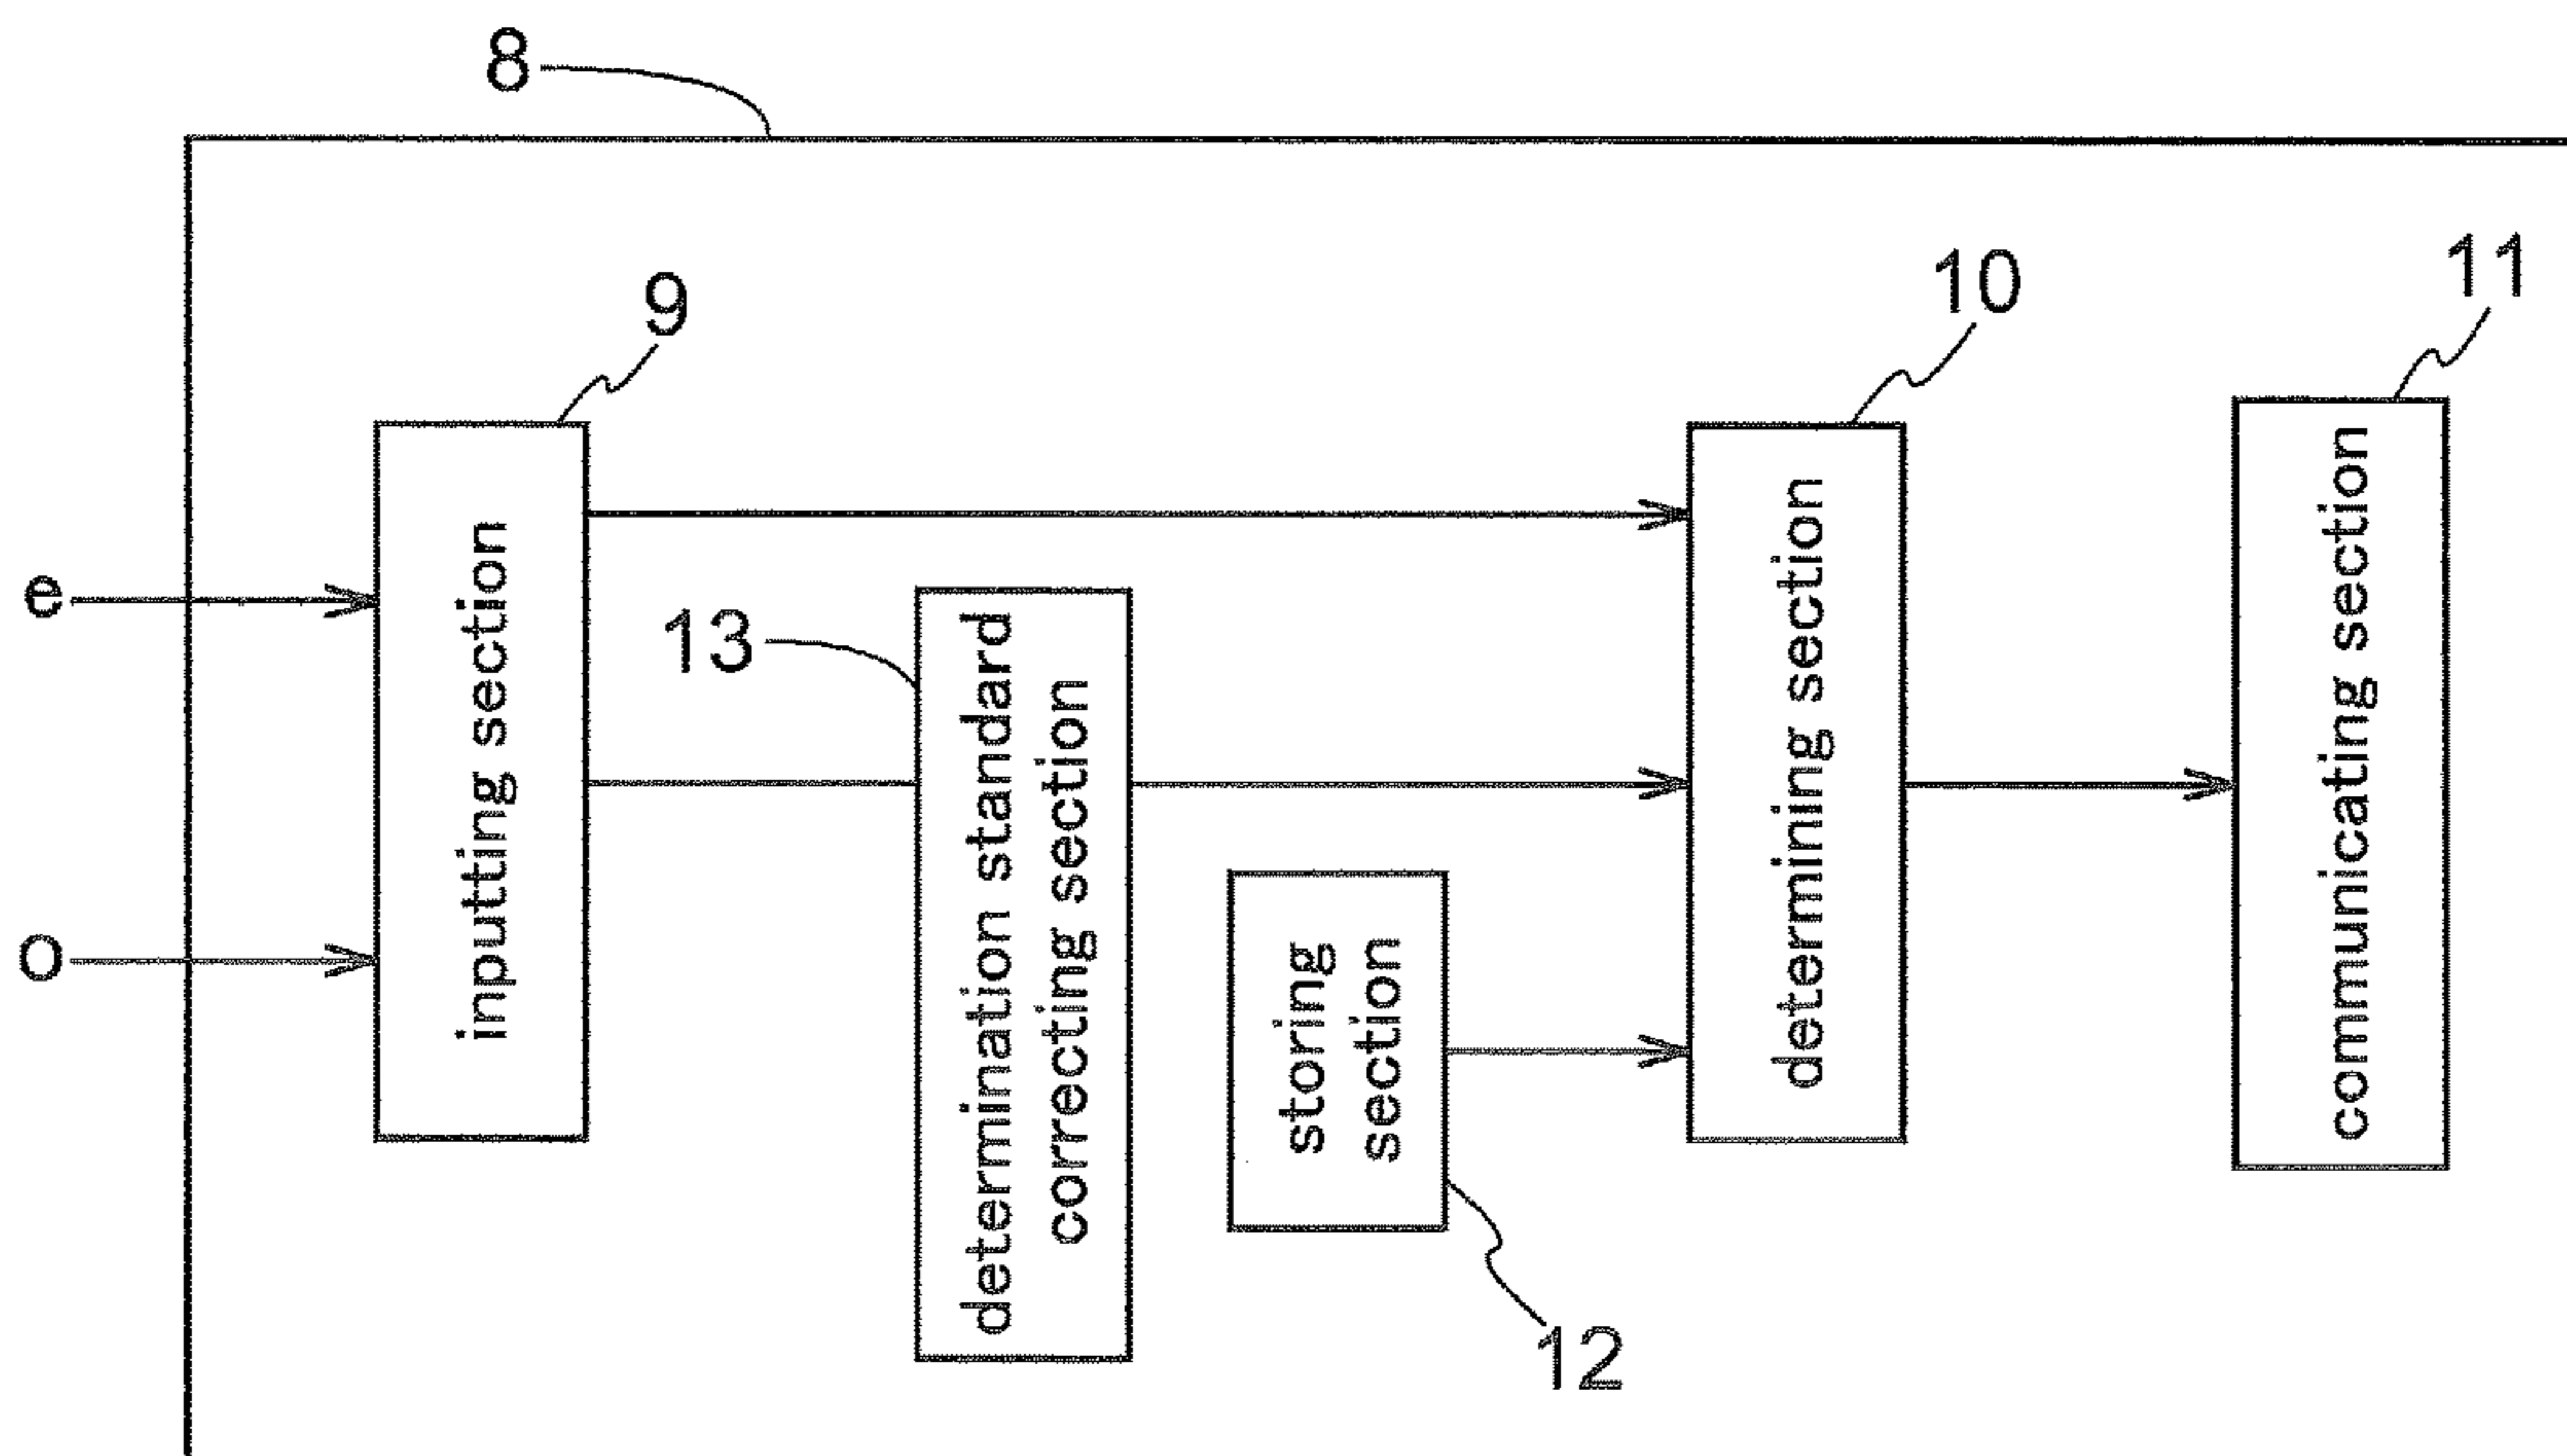 8
9
10
11
e
inputting section
13
determination standard
correcting section
determining section
communicating section
o
storing
section
12